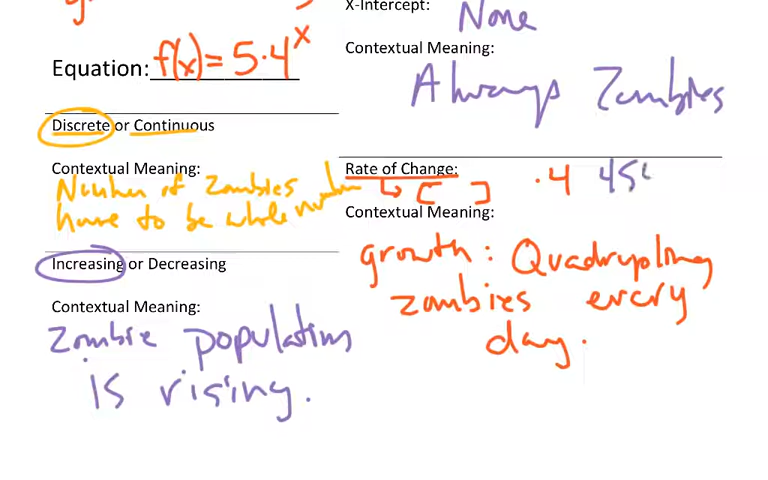 Equation: f(x) = 5·4^x
Discrete or Continuous
Contextual Meaning:
Number of Zombies
have to be whole number
Increasing or Decreasing
Contextual Meaning:
Zombie population
is rising.
X-Intercept: None
Contextual Meaning:
Always Zombies
Rate of Change: ·4
Contextual Meaning:
growth: Quadrupling
zombies every
day.